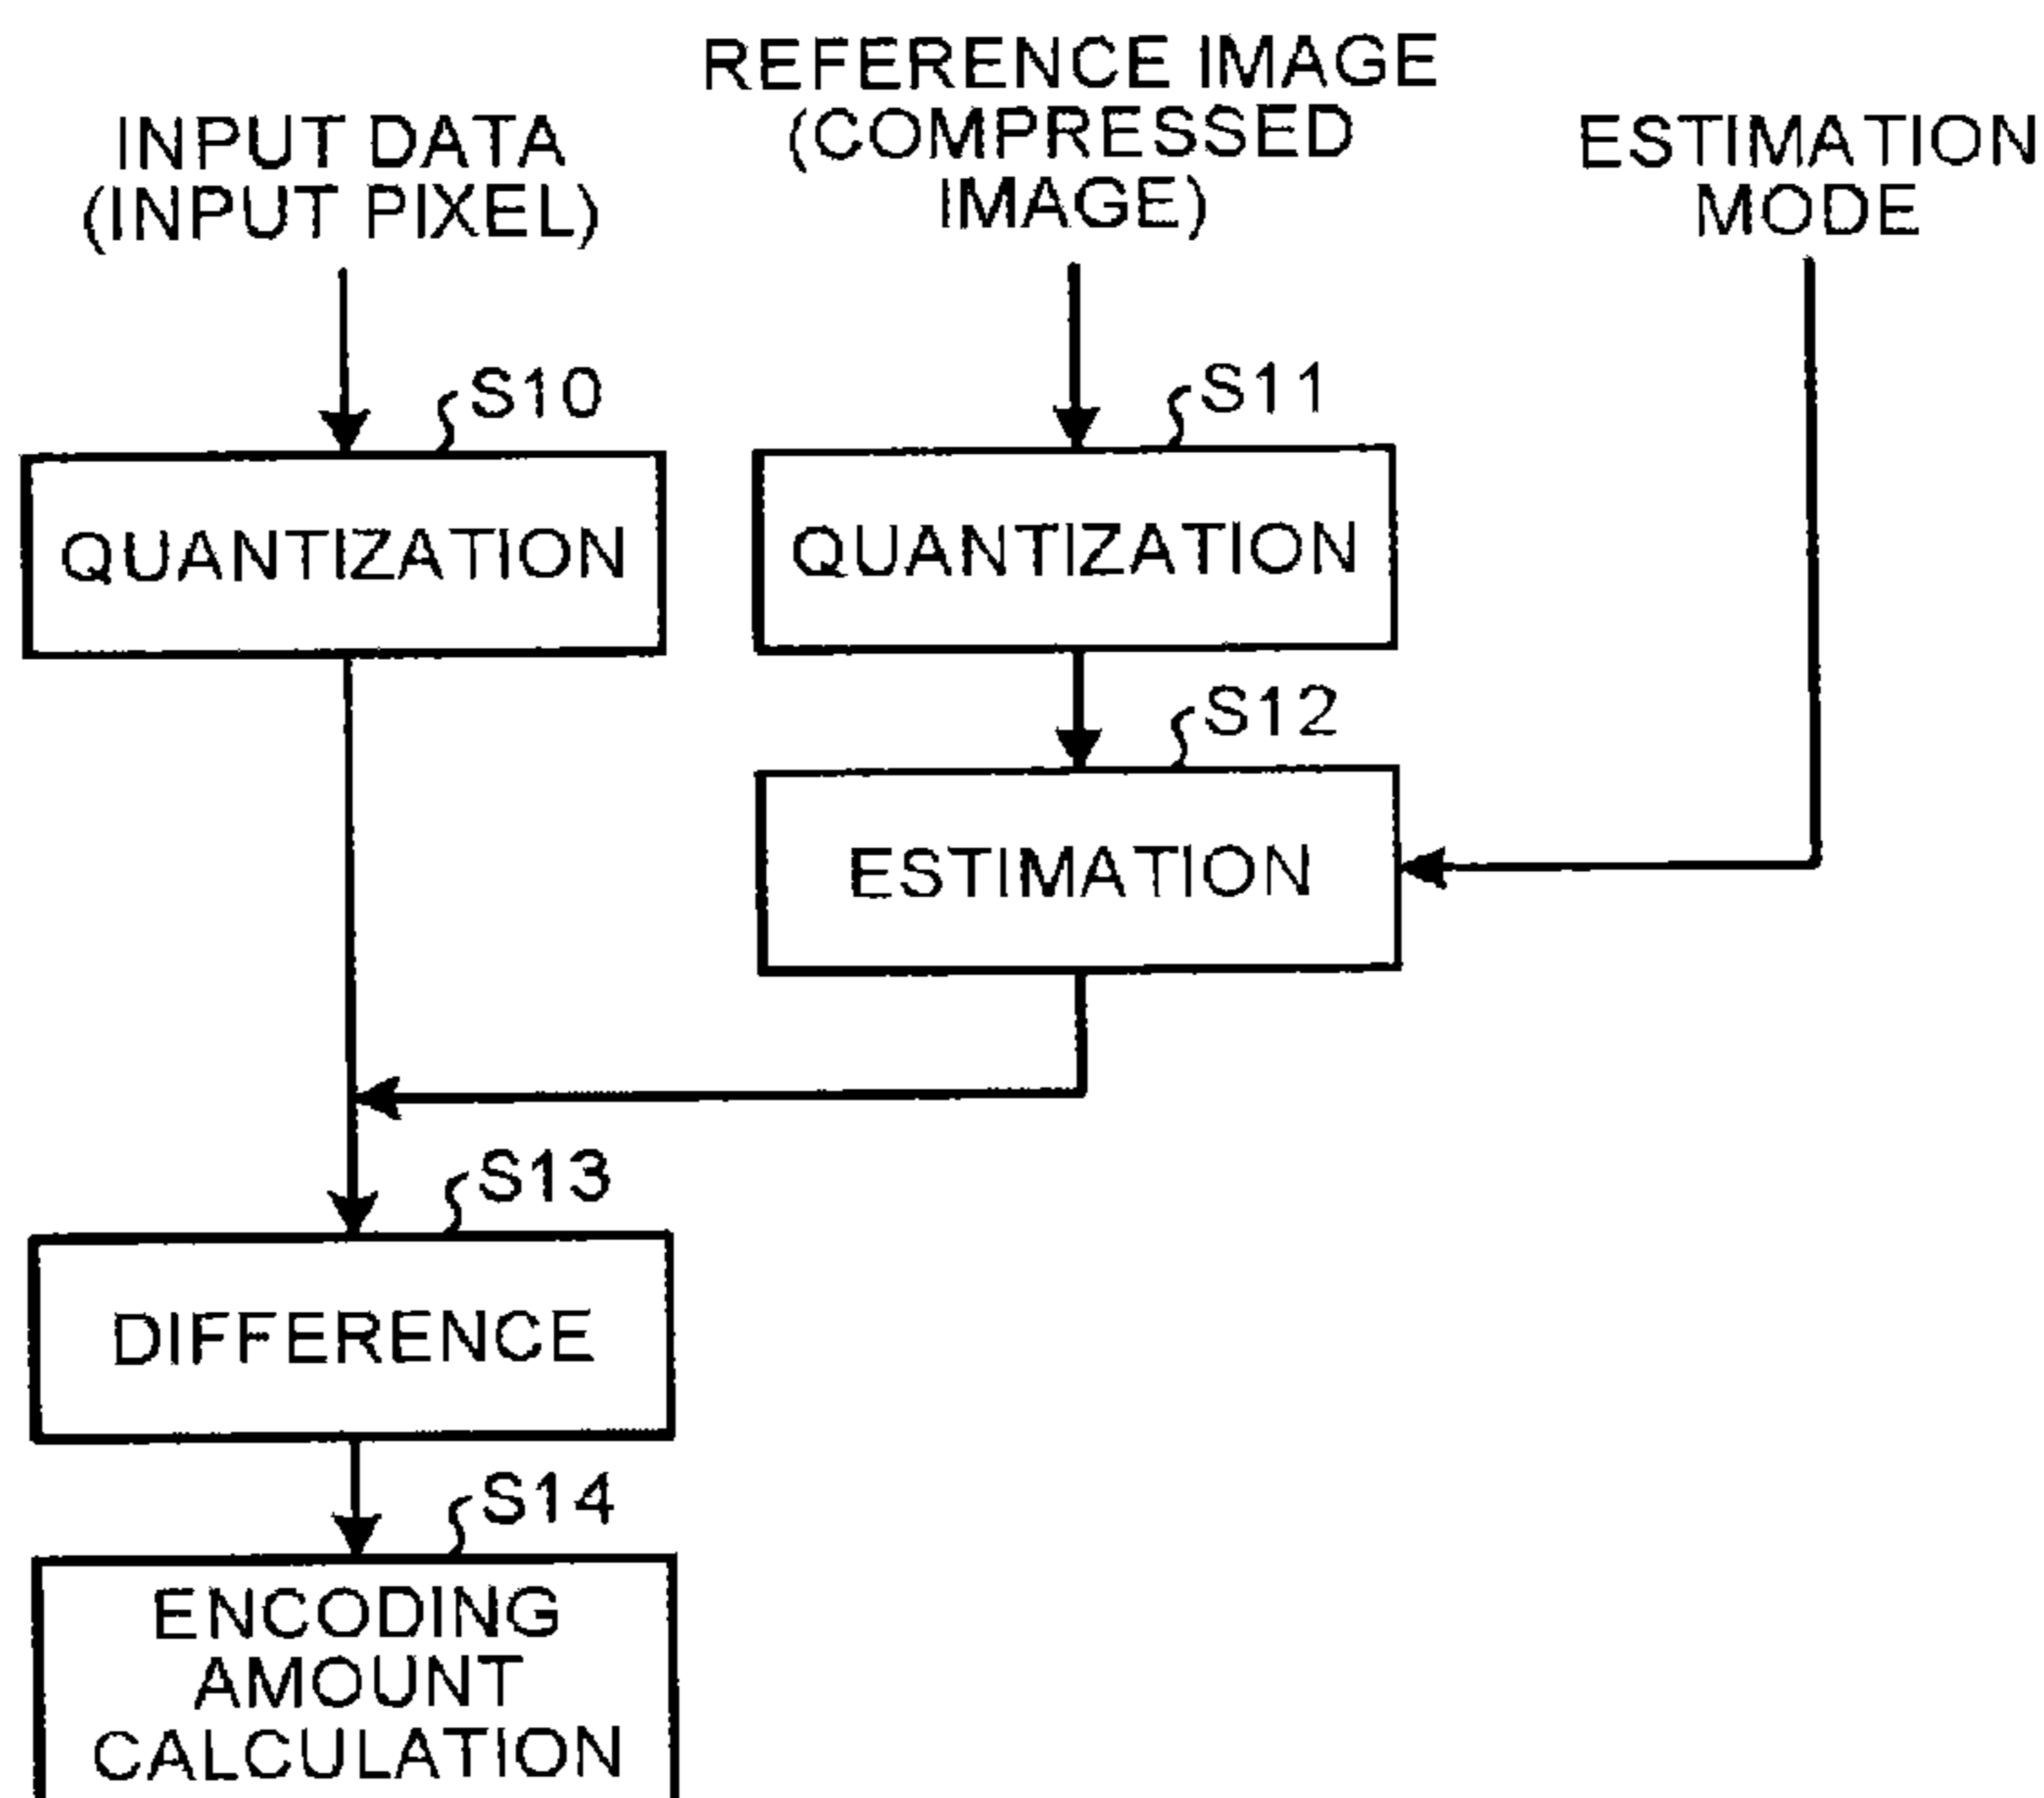 INPUT DATA
(INPUT PIXEL)
REFERENCE IMAGE
(COMPRESSED
IMAGE)
ESTIMATION
MODE
S10
QUANTIZATION
S11
QUANTIZATION
S12
ESTIMATION
S13
DIFFERENCE
S14
ENCODING
AMOUNT
CALCULATION